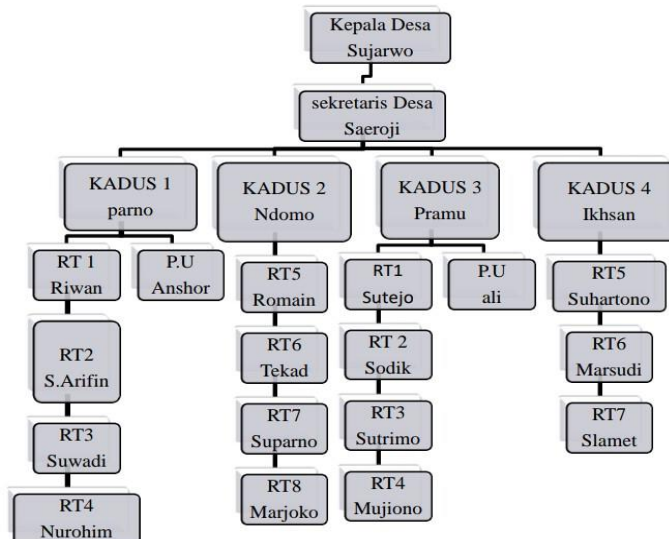 Kepala Desa
Sujarwo
sekretaris Desa
Saeroji
KADUS 1
parno
KADUS 2
Ndomo
KADUS 3
Pramu
KADUS 4
Ikhsan
RT 1
Riwan
P.U
Anshor
RT2
S.Arifin
RT3
Suwadi
RT4
Nurohim
RT5
Romain
RT6
Tekad
RT7
Suparno
RT8
Marjoko
RT1
Sutejo
P.U
ali
RT 2
Sodik
RT3
Sutrimo
RT4
Mujiono
RT5
Suhartono
RT6
Marsudi
RT7
Slamet